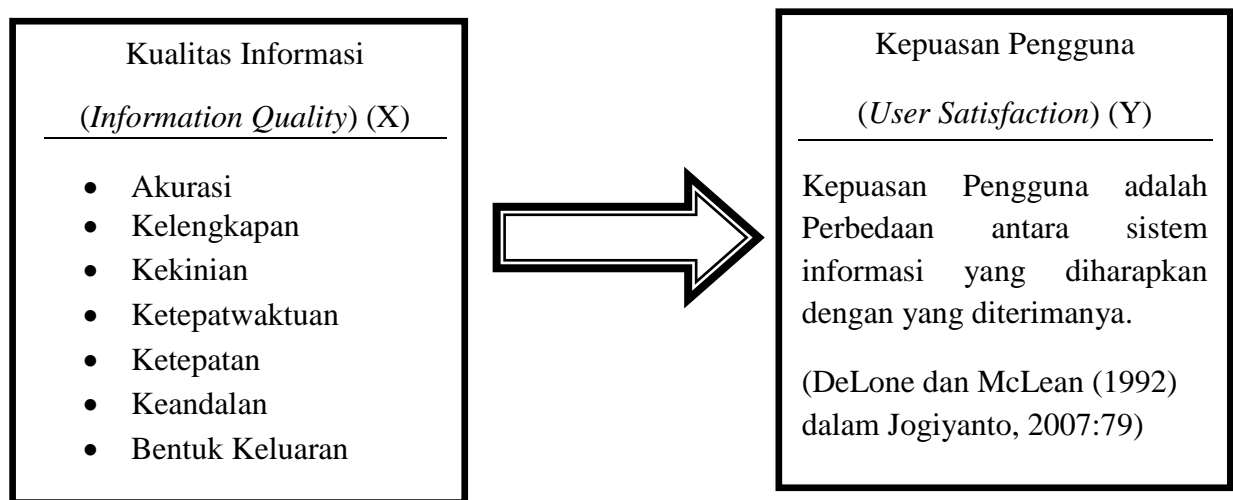 Kualitas Informasi
(Information Quality) (X)
• Akurasi
• Kelengkapan
• Kekinian
• Ketepatwaktuan
• Ketepatan
• Keandalan
• Bentuk Keluaran
Kepuasan Pengguna
(User Satisfaction) (Y)
Kepuasan Pengguna adalah
Perbedaan antara sistem
informasi yang diharapkan
dengan yang diterimanya.
(DeLone dan McLean (1992)
dalam Jogiyanto, 2007:79)